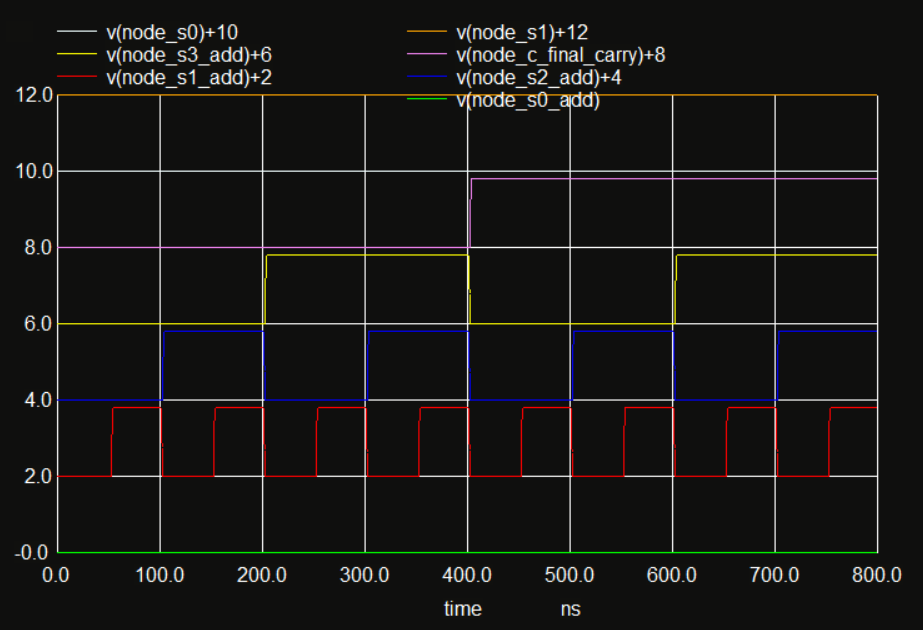 v(node_s0)+10 v(node_s1)+12
v(node_s3_add)+6 v(node_c_final_carry)+8
v(node_s1_add)+2 v(node_s2_add)+4
v(node_s0_add)
12.0
10.0
8.0
6.0
4.0
2.0
-0.0
0.0 100.0 200.0 300.0 400.0 500.0 600.0 700.0 800.0
time ns